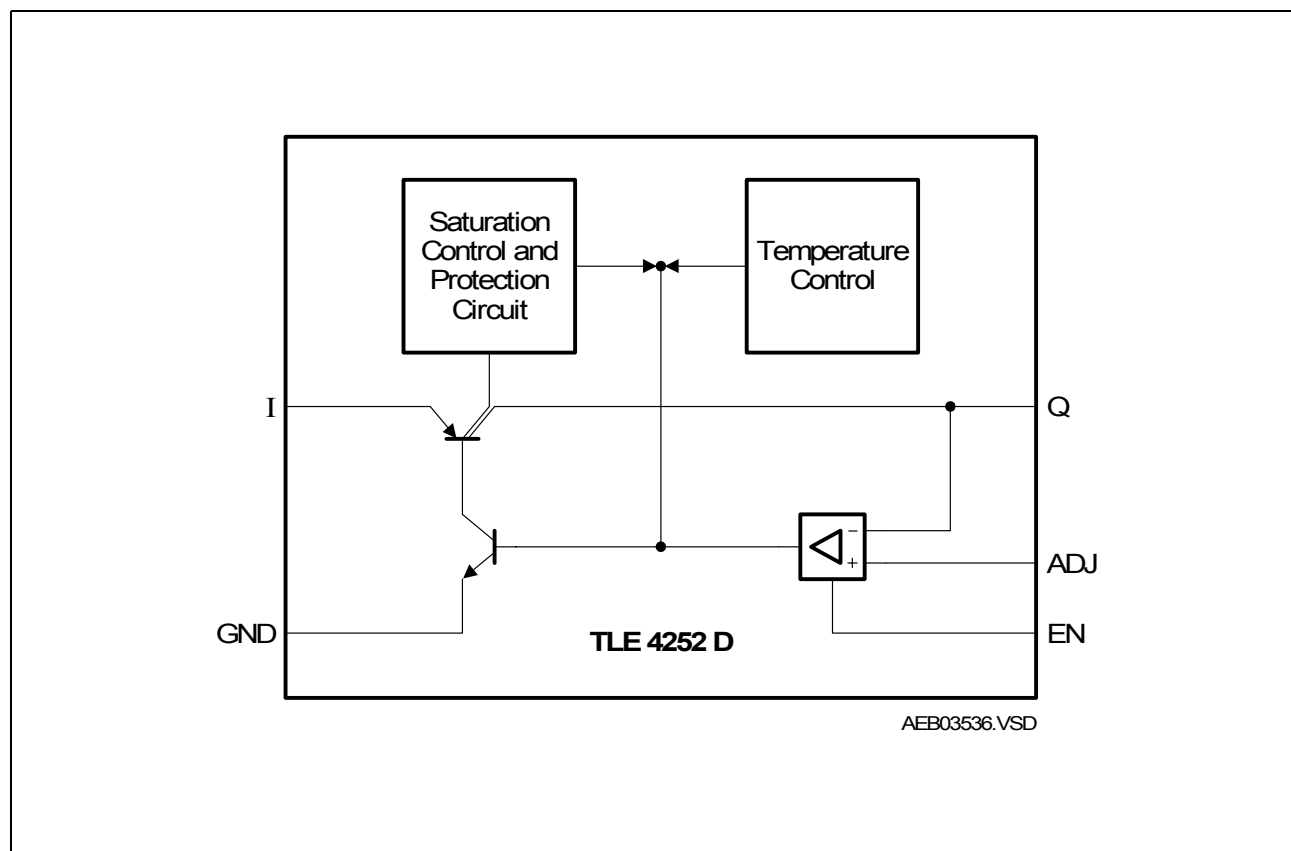 Saturation
Control and
Protection
Circuit
Temperature
Control
I
Q
−
+
ADJ
GND
EN
TLE 4252 D
AEB03536.VSD